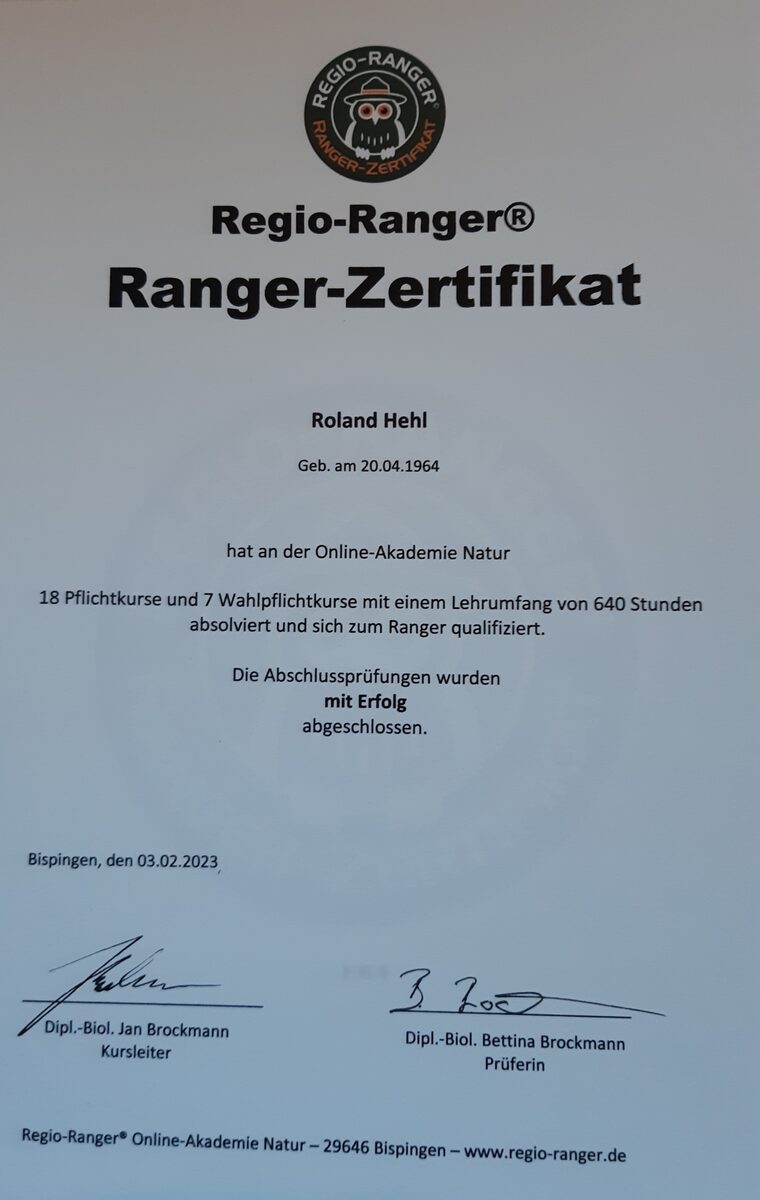 REGIO-RANGER©
RANGER-ZERTIFIKAT
Regio-Ranger®
Ranger-Zertifikat
Roland Hehl
Geb. am 20.04.1964
hat an der Online-Akademie Natur
18 Pflichtkurse und 7 Wahlpflichtkurse mit einem Lehrumfang von 640 Stunden
absolviert und sich zum Ranger qualifiziert.
Die Abschlussprüfungen wurden
mit Erfolg
abgeschlossen.
Bispingen, den 03.02.2023
Dipl.-Biol. Jan Brockmann
Kursleiter
Dipl.-Biol. Bettina Brockmann
Prüferin
Regio-Ranger® Online-Akademie Natur – 29646 Bispingen – www.regio-ranger.de